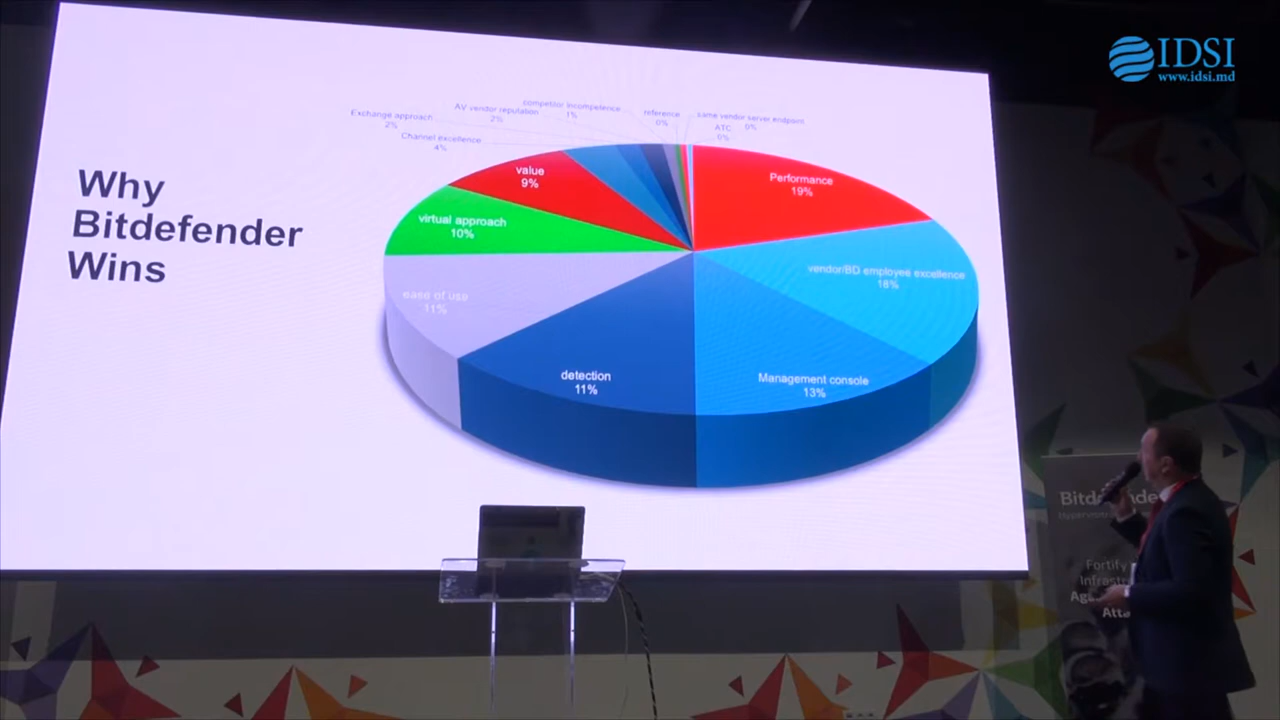 IDSI
www.idsi.md
Why
Bitdefender
Wins
Exchange approach
2%
AV vendor reputation
2%
competitor incompetence
1%
reference
0%
same vendor server endpoint
0%
Channel excellence
4%
ATC
0%
value
9%
Performance
19%
virtual approach
10%
vendor/BD employee excellence
18%
ease of use
11%
detection
11%
Management console
13%
Fortify